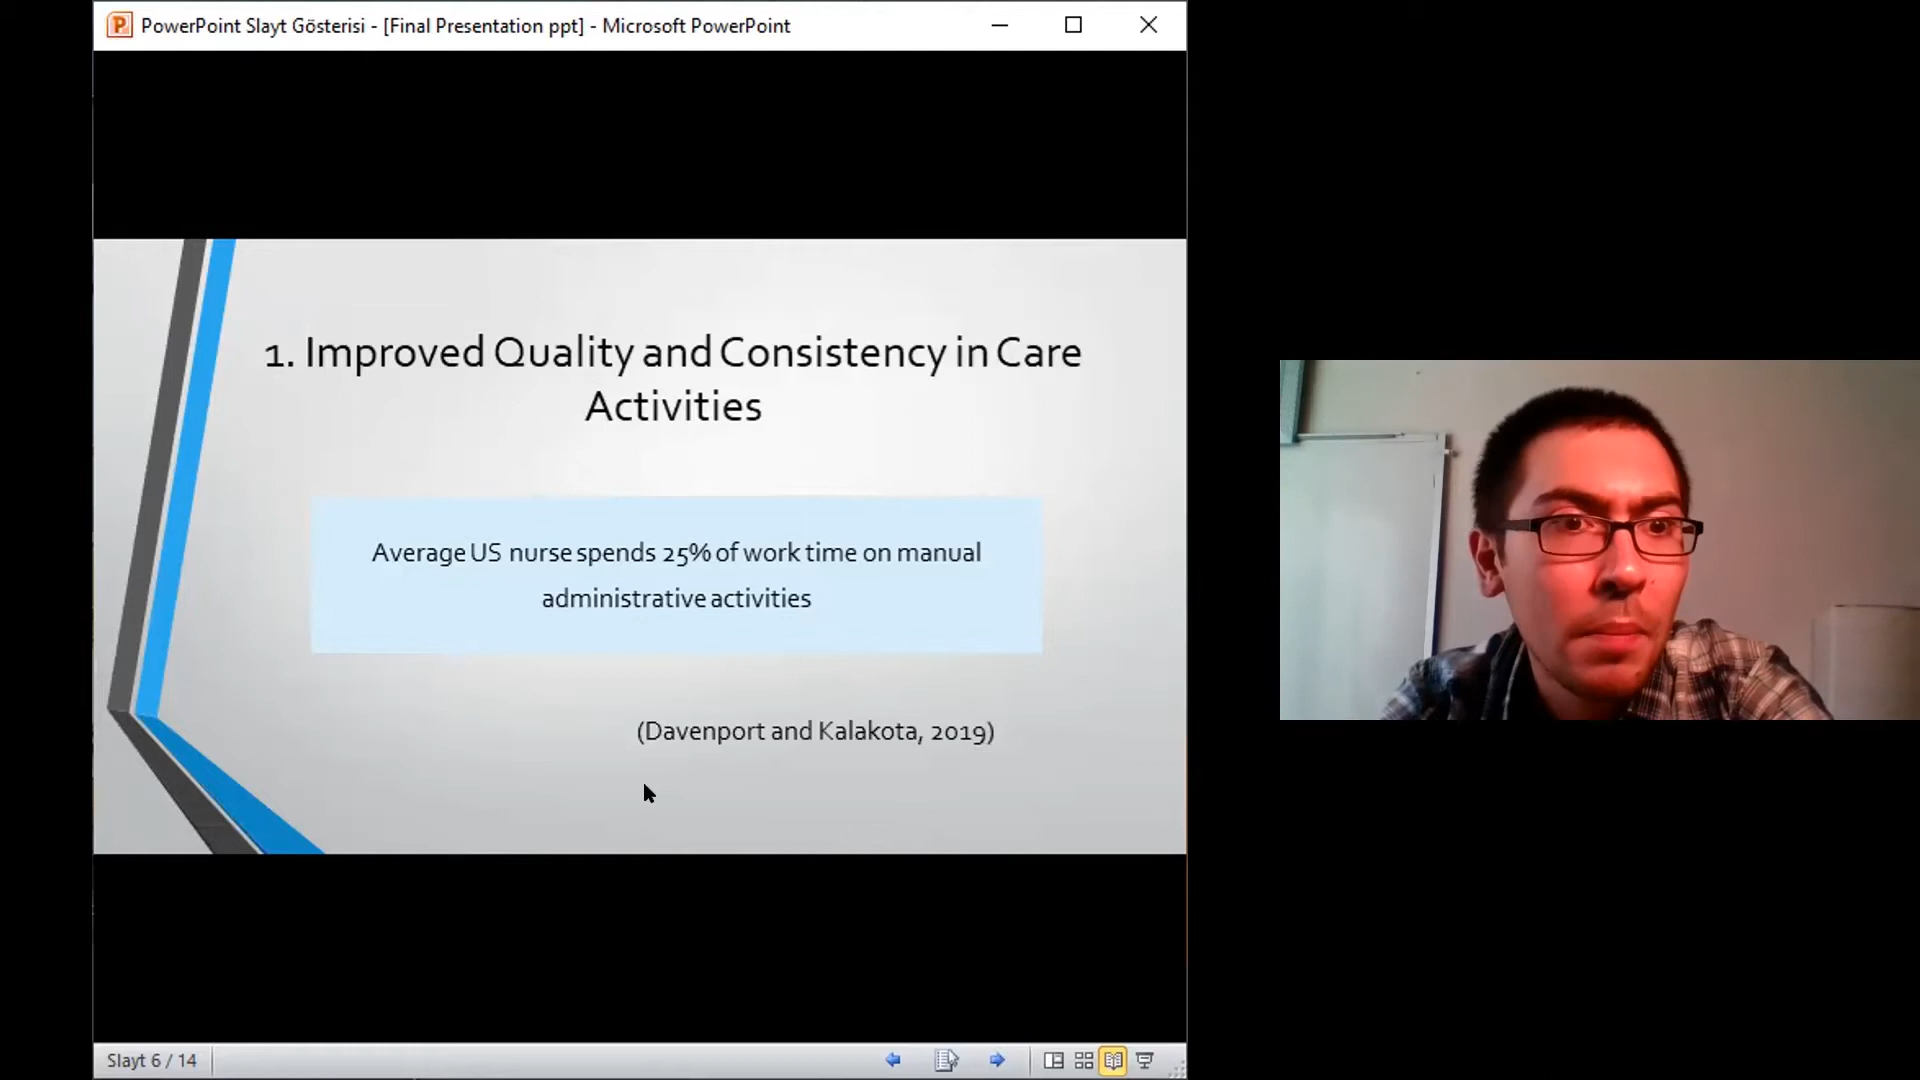 PowerPoint Slayt Gösterisi - [Final Presentation ppt] - Microsoft PowerPoint
1. Improved Quality and Consistency in Care
Activities
Average US nurse spends 25% of work time on manual
administrative activities
(Davenport and Kalakota, 2019)
Slayt 6 / 14